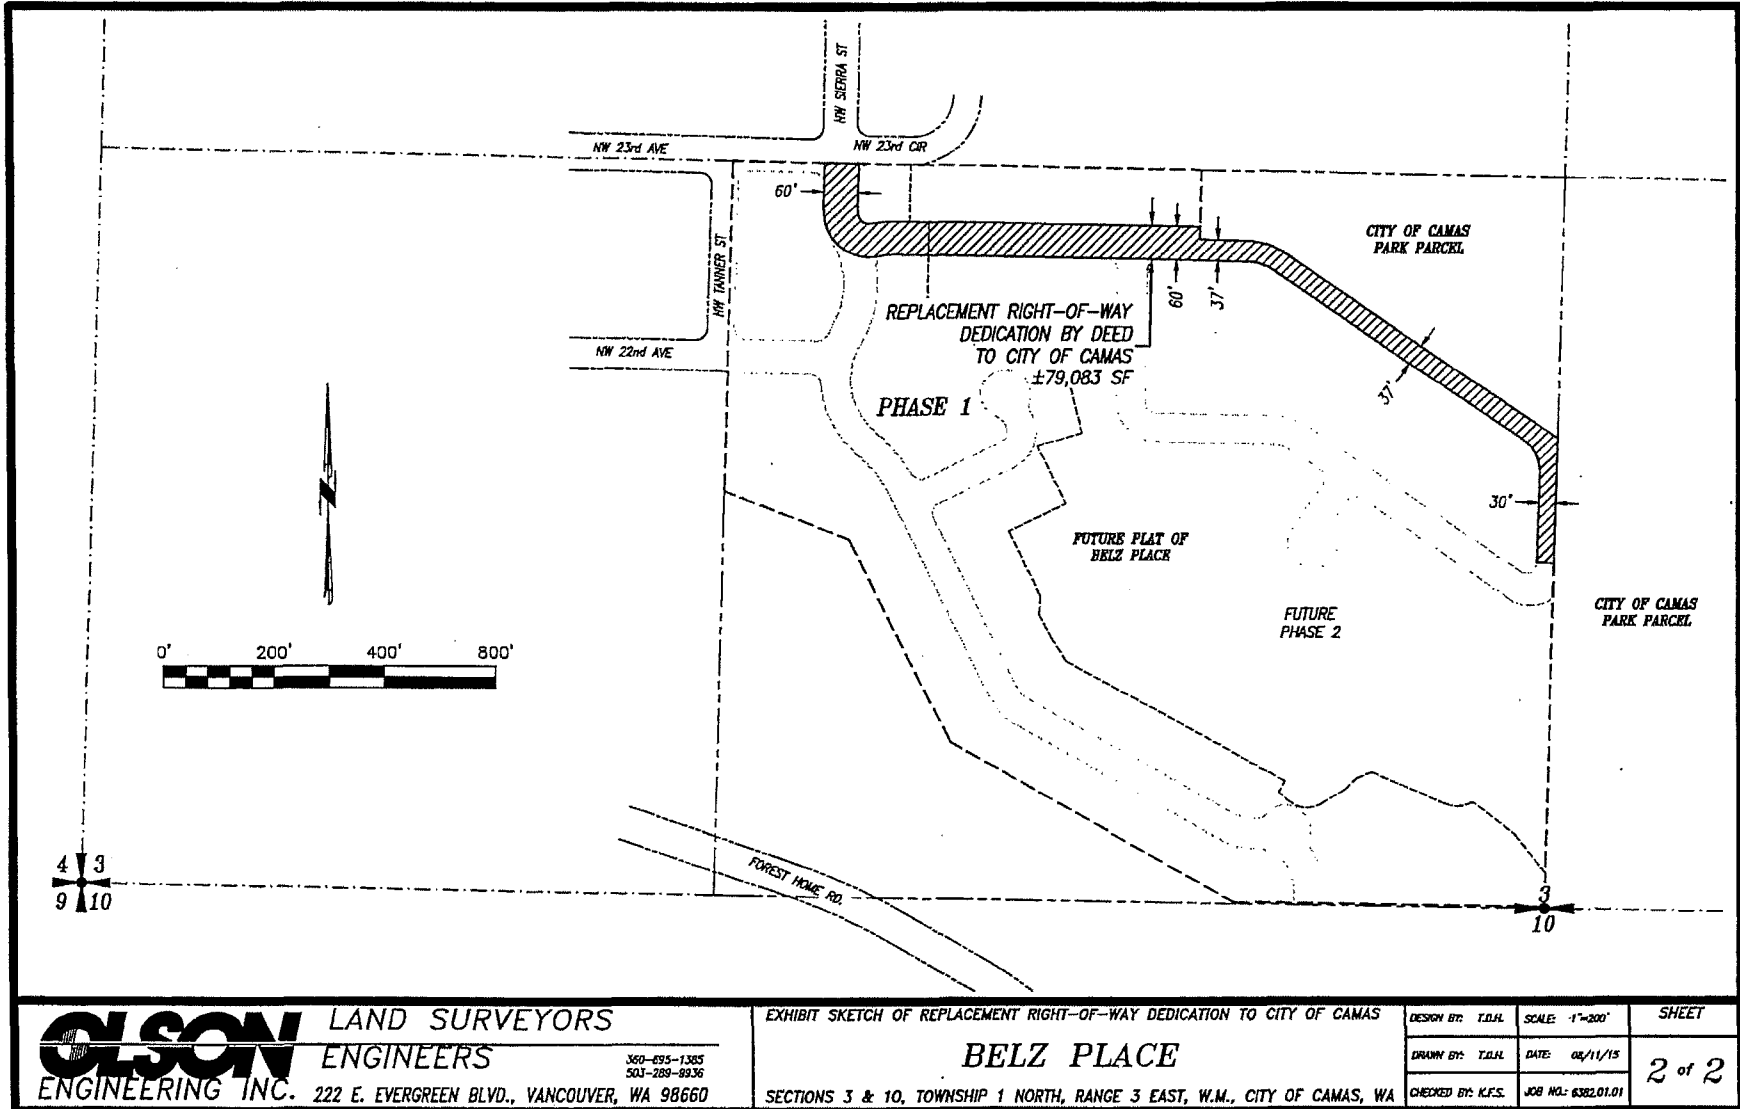 NW SIERRA ST
NW 23rd AVE
NW 23rd CIR
60'
NW TANNER ST
CITY OF CAMAS
PARK PARCEL
REPLACEMENT RIGHT-OF-WAY
DEDICATION BY DEED
TO CITY OF CAMAS
±79,083 SF
60'
37'
NW 22nd AVE
PHASE 1
37'
N
30'
FUTURE PLAT OF
BELZ PLACE
FUTURE
PHASE 2
CITY OF CAMAS
PARK PARCEL
0' 200' 400' 800'
4 3
9 10
FOREST HOME RD.
3
10
OLSON
ENGINEERING INC.
LAND SURVEYORS
ENGINEERS
360-695-1385
503-289-9936
222 E. EVERGREEN BLVD., VANCOUVER, WA 98660
EXHIBIT SKETCH OF REPLACEMENT RIGHT-OF-WAY DEDICATION TO CITY OF CAMAS
BELZ PLACE
SECTIONS 3 & 10, TOWNSHIP 1 NORTH, RANGE 3 EAST, W.M., CITY OF CAMAS, WA
DESIGN BY: T.D.H.
SCALE: 1"=200'
DRAWN BY: T.D.H.
DATE: 08/11/15
CHECKED BY: K.F.S.
JOB NO.: 6382.01.01
SHEET
2 of 2